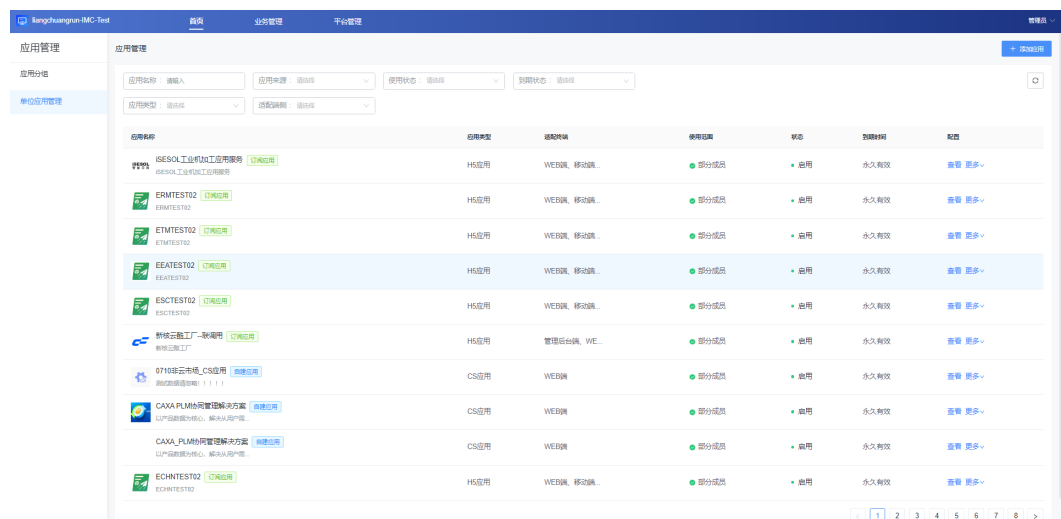 liangchuangrun-IMC-Test 首页 业务管理 平台管理 管理员
应用管理 应用管理 + 添加应用
应用分组
单位应用管理
应用名称 : 请输入 应用来源 : 请选择 使用状态 : 请选择 到期状态 : 请选择
应用类型 : 请选择 适配端侧 : 请选择
应用名称 应用类型 适配终端 使用范围 状态 到期时间 配置
iSESOL工业机加工应用服务 订阅应用 H5应用 WEB端、移动端... 部分成员 启用 永久有效 查看 更多
iSESOL工业机加工应用服务
ERMTEST02 订阅应用 H5应用 WEB端、移动端... 部分成员 启用 永久有效 查看 更多
ERMTEST02
ETMTEST02 订阅应用 H5应用 WEB端、移动端... 部分成员 启用 永久有效 查看 更多
ETMTEST02
EEATEST02 订阅应用 H5应用 WEB端、移动端... 部分成员 启用 永久有效 查看 更多
EEATEST02
ESCTEST02 订阅应用 H5应用 WEB端、移动端... 部分成员 启用 永久有效 查看 更多
ESCTEST02
新核云酷工厂--联调用 订阅应用 H5应用 管理后台端、WE... 部分成员 启用 永久有效 查看 更多
新核云酷工厂
0710非云市场_CS应用 自建应用 CS应用 WEB端 部分成员 启用 永久有效 查看 更多
测试数据请忽略！！！！
CAXA PLM协同管理解决方案 自建应用 CS应用 WEB端 部分成员 启用 永久有效 查看 更多
以产品数据为核心，解决从用户需...
CAXA_PLM协同管理解决方案 自建应用 CS应用 WEB端 部分成员 启用 永久有效 查看 更多
以产品数据为核心，解决从用户需...
ECHNTEST02 订阅应用 H5应用 WEB端、移动端... 部分成员 启用 永久有效 查看 更多
ECHNTEST02
< 1 2 3 4 5 6 7 8 >